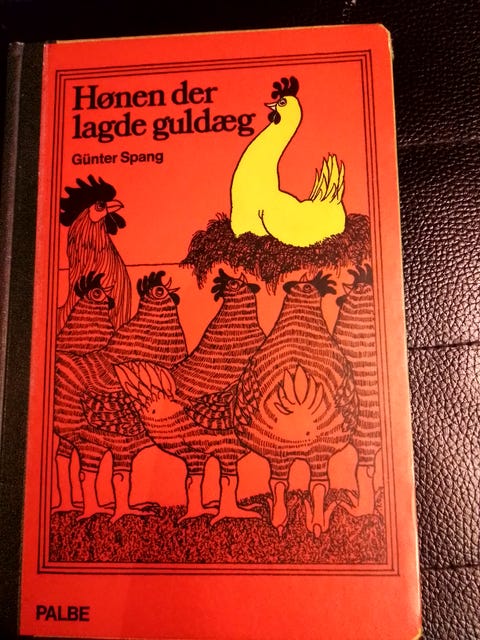 Hønen der
lagde guldæg
Günter Spang
PALBE